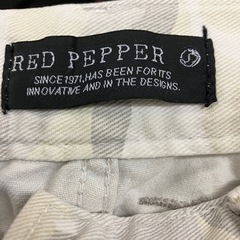 RED PEPPER
SINCE 1971, HAS BEEN FOR ITS
INNOVATIVE AND IN THE DESIGNS.